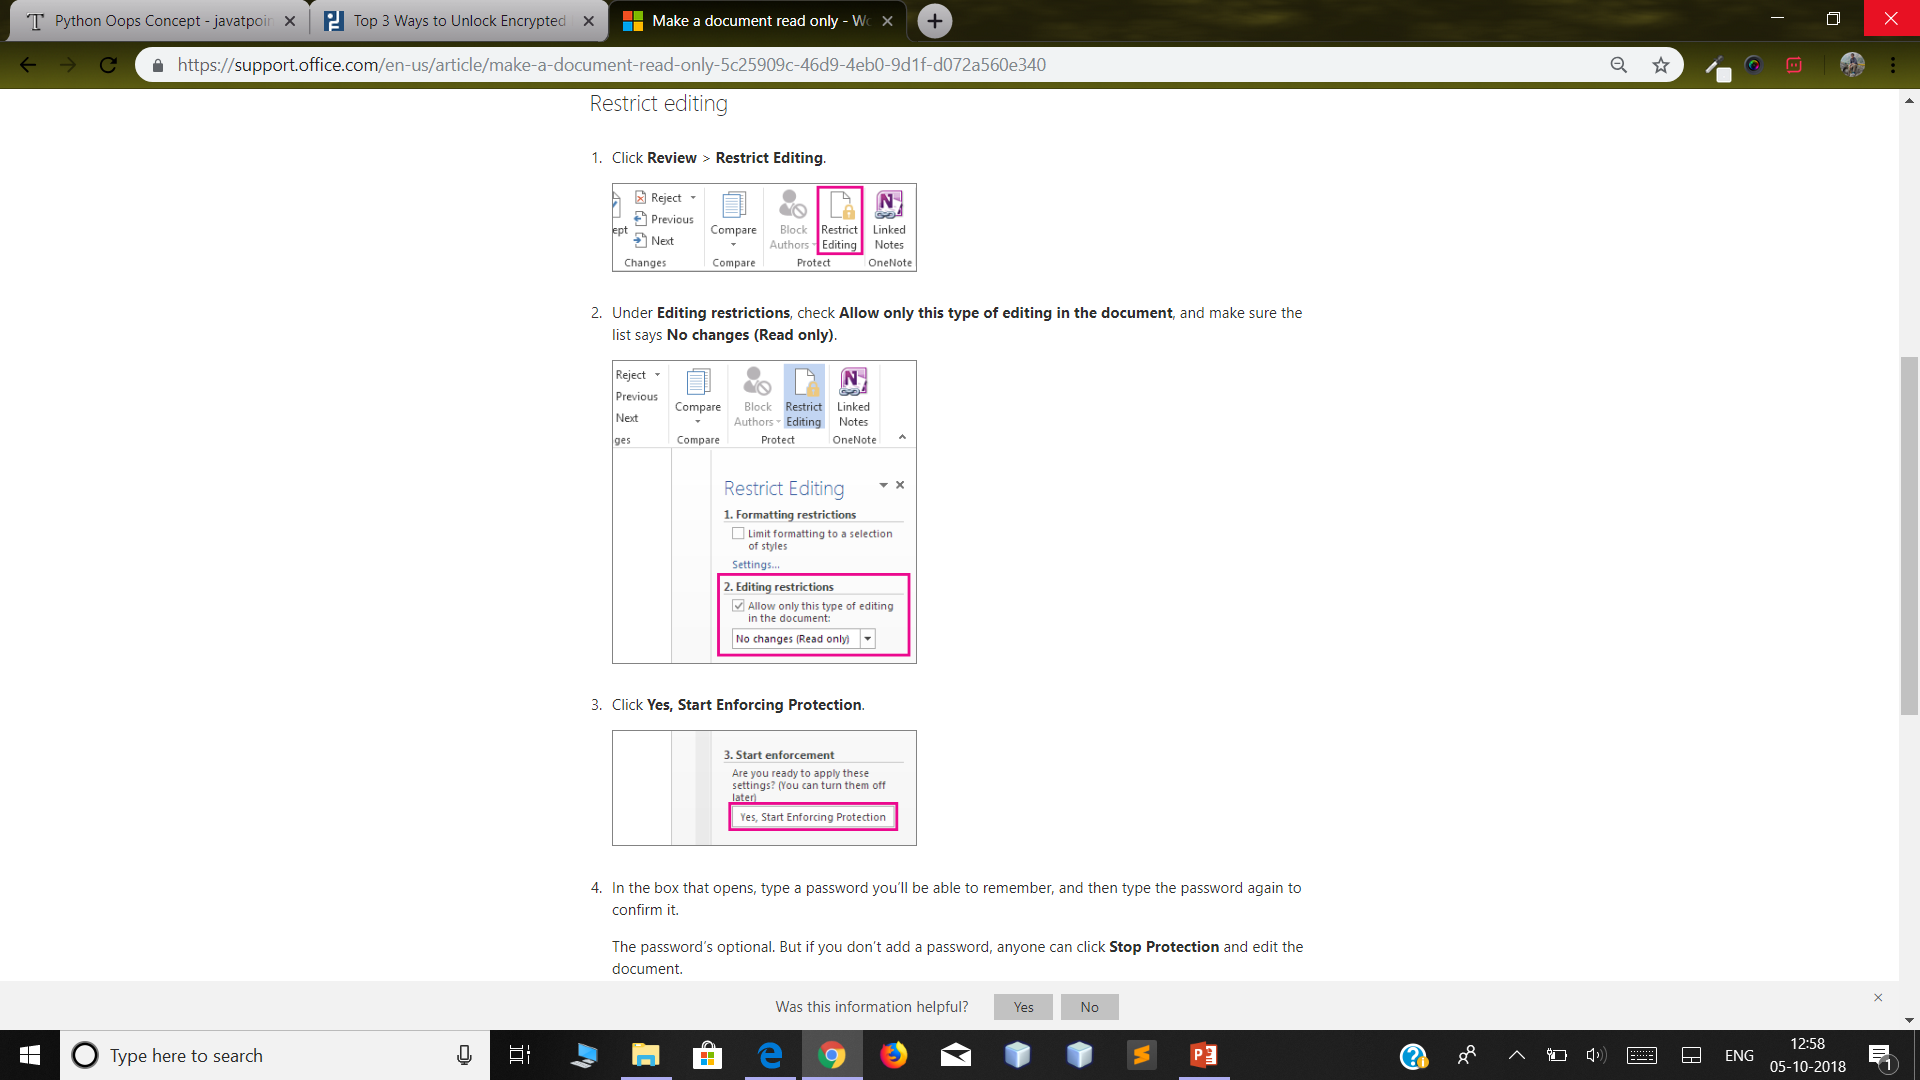 Python Oops Concept - javatpoin
Top 3 Ways to Unlock Encrypted
Make a document read only - Wo
https://support.office.com/en-us/article/make-a-document-read-only-5c25909c-46d9-4eb0-9d1f-d072a560e340
Restrict editing
1. Click Review > Restrict Editing.
Reject
Previous
ept
Next
Changes
Compare
Compare
Block
Authors
Restrict
Editing
Protect
Linked
Notes
OneNote
2. Under Editing restrictions, check Allow only this type of editing in the document, and make sure the
list says No changes (Read only).
Reject
Previous
Next
ges
Compare
Compare
Block
Authors
Restrict
Editing
Protect
Linked
Notes
OneNote
Restrict Editing
1. Formatting restrictions
Limit formatting to a selection
of styles
Settings...
2. Editing restrictions
Allow only this type of editing
in the document:
No changes (Read only)
3. Click Yes, Start Enforcing Protection.
3. Start enforcement
Are you ready to apply these
settings? (You can turn them off
later)
Yes, Start Enforcing Protection
4. In the box that opens, type a password you'll be able to remember, and then type the password again to
confirm it.
The password's optional. But if you don't add a password, anyone can click Stop Protection and edit the
document.
Was this information helpful? Yes No
Type here to search
ENG
12:58
05-10-2018
1